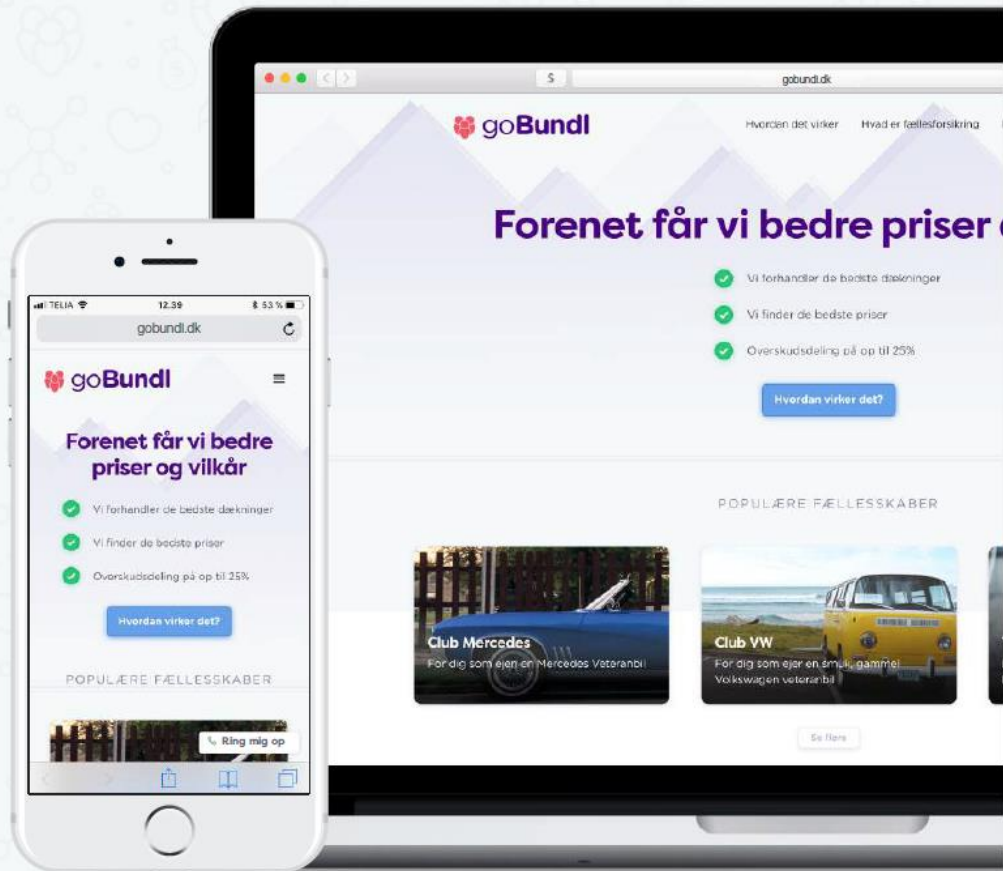 gobundl.dk
goBundl
Hvordan det virker
Hvad er fællesforsikring
Forenet får vi bedre priser
Vi forhandler de bedste dækninger
Vi finder de bedste priser
Overskudsdeling på op til 25%
Hvordan virker det?
POPULÆRE FÆLLESSKABER
Club Mercedes
For dig som ejer en Mercedes Veteranbil
Club VW
For dig som ejer en smuk, gammel
Volkswagen veteranbil
Se flere
TELIA
12.39
53 %
gobundl.dk
goBundl
Forenet får vi bedre
priser og vilkår
Vi forhandler de bedste dækninger
Vi finder de bedste priser
Overskudsdeling på op til 25%
Hvordan virker det?
POPULÆRE FÆLLESSKABER
Ring mig op